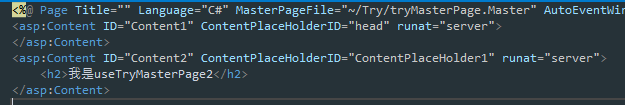 <%@ Page Title="" Language="C#" MasterPageFile="~/Try/tryMasterPage.Master" AutoEventWir
<asp:Content ID="Content1" ContentPlaceHolderID="head" runat="server">
</asp:Content>
<asp:Content ID="Content2" ContentPlaceHolderID="ContentPlaceHolder1" runat="server">
<h2>我是useTryMasterPage2</h2>
</asp:Content>